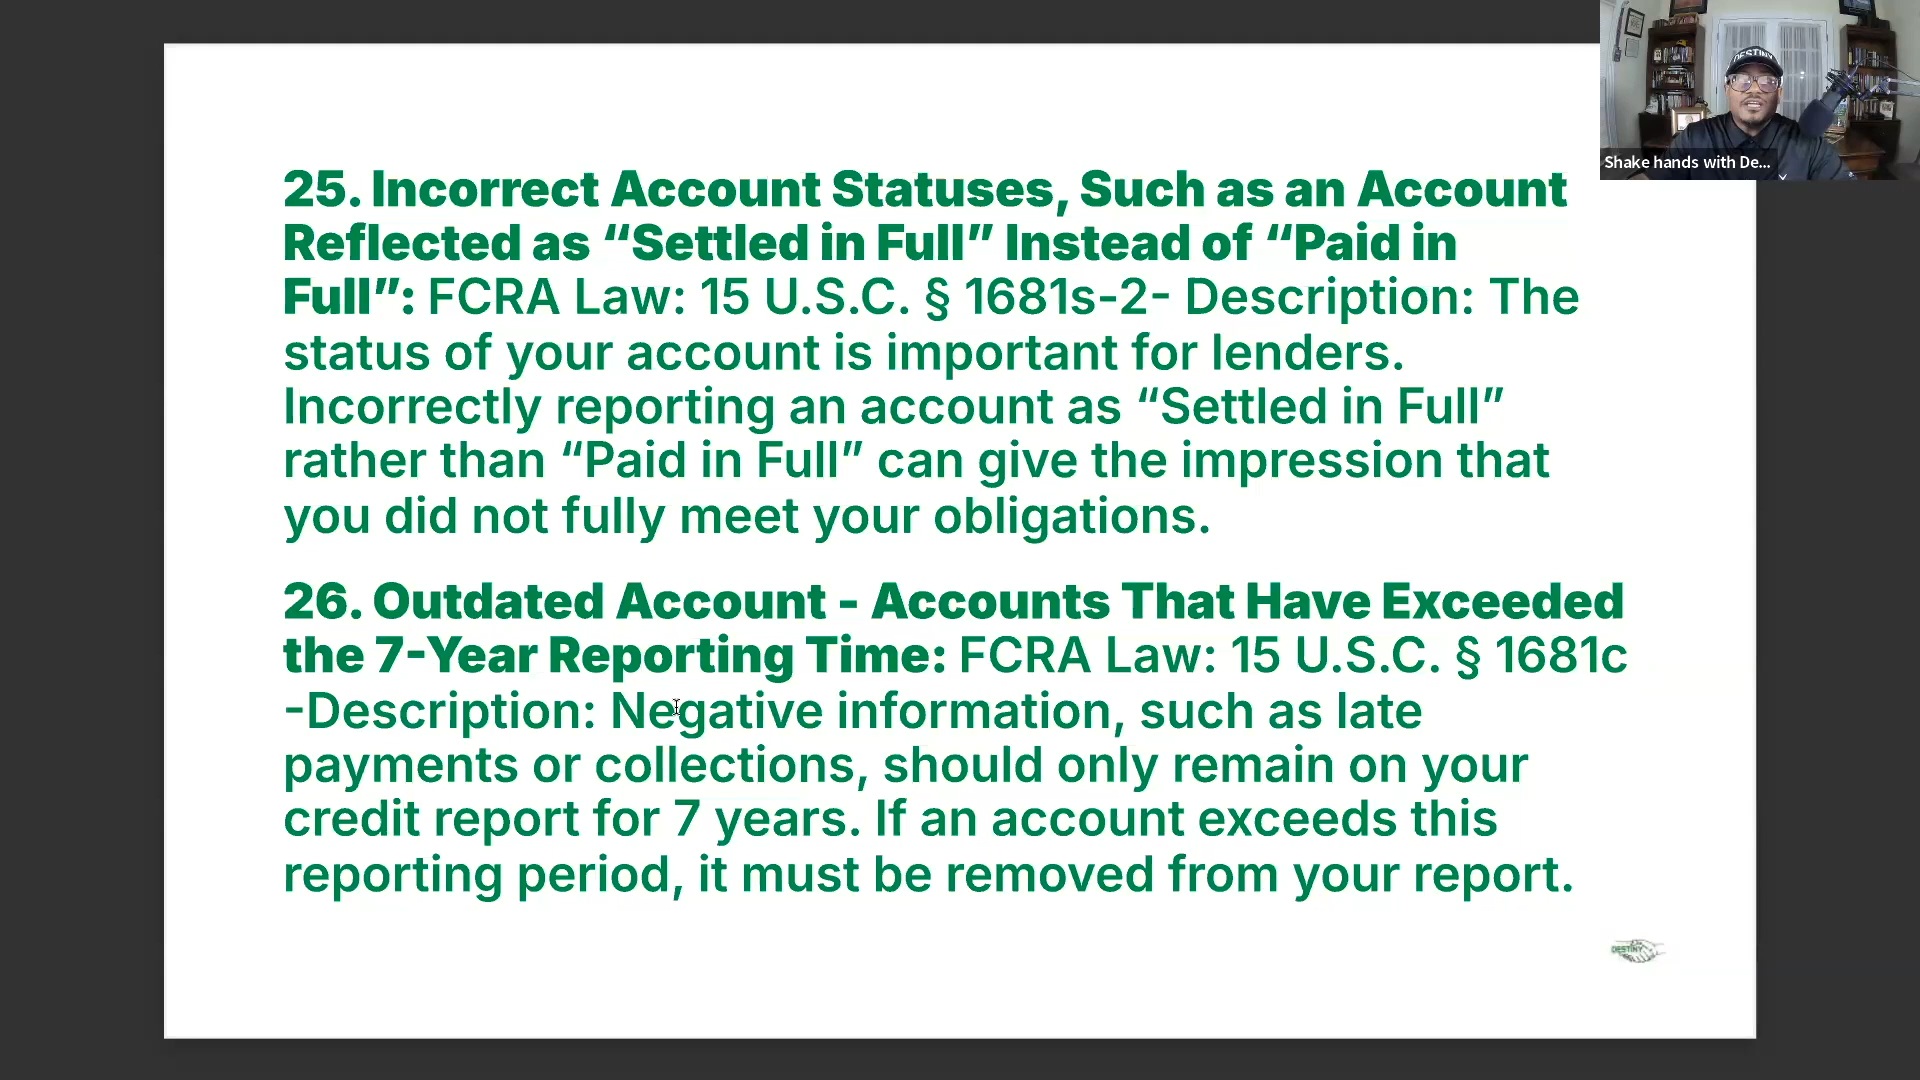 25. Incorrect Account Statuses, Such as an Account
Reflected as “Settled in Full” Instead of “Paid in
Full”: FCRA Law: 15 U.S.C. § 1681s-2- Description: The
status of your account is important for lenders.
Incorrectly reporting an account as “Settled in Full”
rather than “Paid in Full” can give the impression that
you did not fully meet your obligations.
26. Outdated Account - Accounts That Have Exceeded
the 7-Year Reporting Time: FCRA Law: 15 U.S.C. § 1681c
-Description: Negative information, such as late
payments or collections, should only remain on your
credit report for 7 years. If an account exceeds this
reporting period, it must be removed from your report.
DESTINY
Shake hands with De...
DESTINY